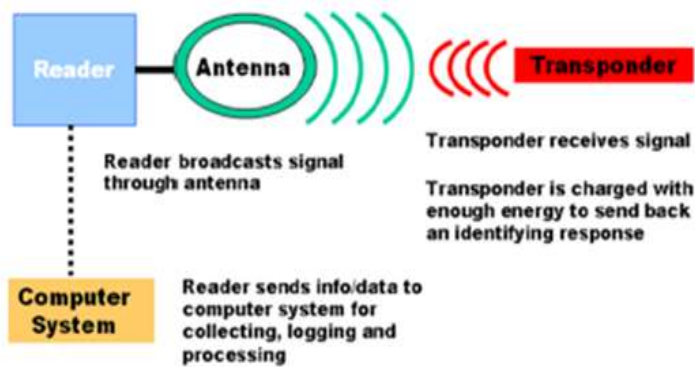 Reader
Antenna
Transponder
Reader broadcasts signal
through antenna
Transponder receives signal
Transponder is charged with
enough energy to send back
an identifying response
Computer
System
Reader sends info/data to
computer system for
collecting, logging and
processing